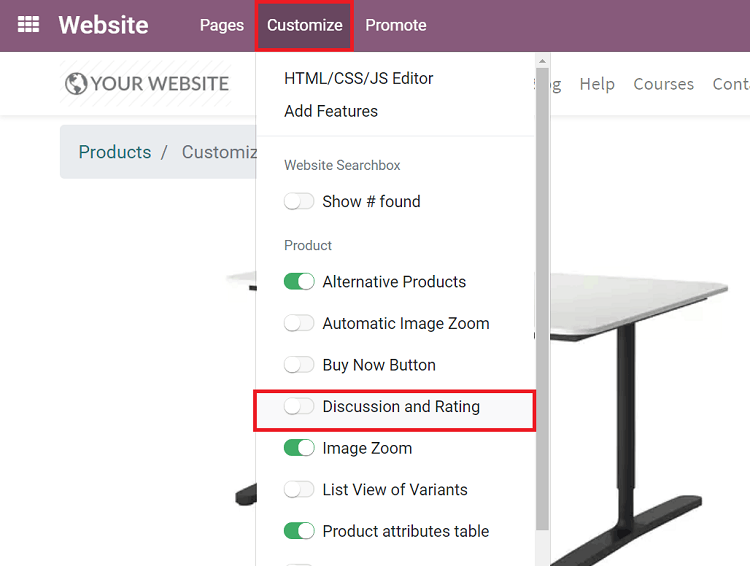 Website Pages Customize Promote
YOUR WEBSITE Help Courses
HTML/CSS/JS Editor
Add Features
Products /
Website Searchbox
Show # found
Product
Alternative Products
Automatic Image Zoom
Buy Now Button
Discussion and Rating
Image Zoom
List View of Variants
Product attributes table